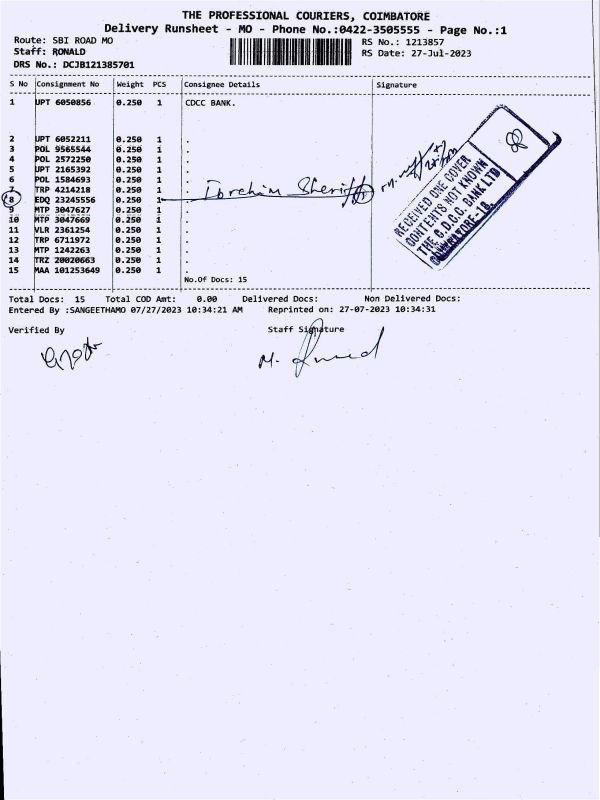 THE PROFESSIONAL COURIERS, COIMBATORE
Delivery Runsheet - MO - Phone No.:0422-3505555 - Page No.:1
Route: SBI ROAD MO
RS No.: 1213857
Staff: RONALD
RS Date: 27-Jul-2023
DRS No.: DCJB121385701
S No Consignment No Weight PCS Consignee Details Signature
1 UPT 6050856 0.250 1 CDCC BANK.
2 UPT 6052211 0.250 1 .
3 POL 9565544 0.250 1 .
4 POL 2572250 0.250 1 .
5 UPT 2165392 0.250 1 .
6 POL 1584693 0.250 1 .
7 TRP 4214218 0.250 1 .
8 EDQ 23245556 0.250 1 Ibrahim Sheriff
9 MTP 3047627 0.250 1 .
10 MTP 3047669 0.250 1 .
11 VLR 2361254 0.250 1 .
12 TRP 6711972 0.250 1 .
13 MTP 1242263 0.250 1 .
14 TRZ 20020663 0.250 1 .
15 MAA 101253649 0.250 1 .
No.Of Docs: 15
RECEIVED ONE COVER
CONTENTS NOT KNOWN
THE C.D.C.C. BANK LTD
COIMBATORE-18.
Total Docs: 15 Total COD Amt: 0.00 Delivered Docs: Non Delivered Docs:
Entered By :SANGEETHAMO 07/27/2023 10:34:21 AM Reprinted on: 27-07-2023 10:34:31
Verified By Staff Signature